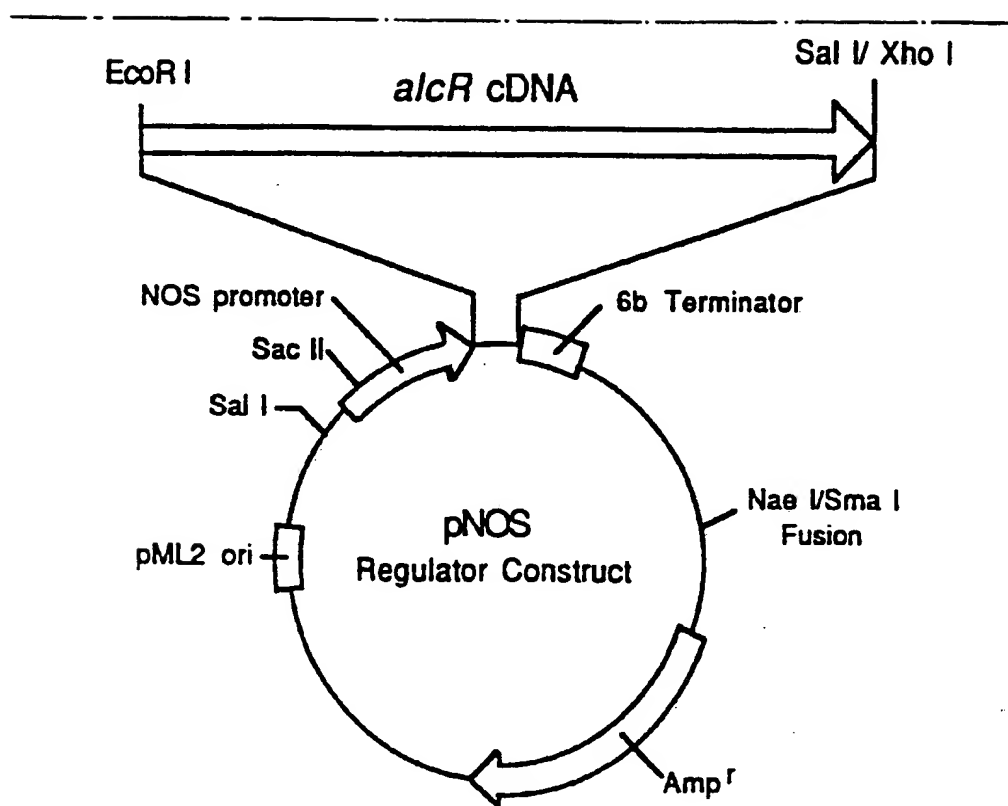 EcoR I
Sal I/ Xho I
alcR cDNA
NOS promoter
6b Terminator
Sac II
Sal I
pNOS
Regulator Construct
Nae I/Sma I
Fusion
pML2 ori
Amp r